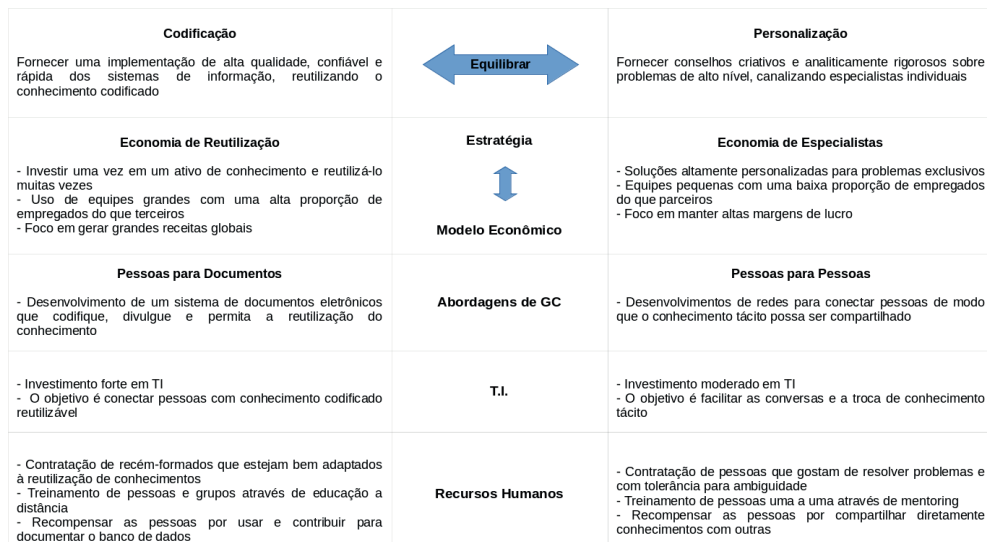 Codificação
Fornecer uma implementação de alta qualidade, confiável e
rápida dos sistemas de informação, reutilizando o
conhecimento codificado
Equilibrar
Personalização
Fornecer conselhos criativos e analiticamente rigorosos sobre
problemas de alto nível, canalizando especialistas individuais
Economia de Reutilização
- Investir uma vez em um ativo de conhecimento e reutilizá-lo
muitas vezes
- Uso de equipes grandes com uma alta proporção de
empregados do que terceiros
- Foco em gerar grandes receitas globais
Estratégia
Modelo Econômico
Economia de Especialistas
- Soluções altamente personalizadas para problemas exclusivos
- Equipes pequenas com uma baixa proporção de empregados
do que parceiros
- Foco em manter altas margens de lucro
Pessoas para Documentos
- Desenvolvimento de um sistema de documentos eletrônicos
que codifique, divulgue e permita a reutilização do
conhecimento
Abordagens de GC
Pessoas para Pessoas
- Desenvolvimentos de redes para conectar pessoas de modo
que o conhecimento tácito possa ser compartilhado
- Investimento forte em TI
- O objetivo é conectar pessoas com conhecimento codificado
reutilizável
T.I.
- Investimento moderado em TI
- O objetivo é facilitar as conversas e a troca de conhecimento
tácito
- Contratação de recém-formados que estejam bem adaptados
à reutilização de conhecimentos
- Treinamento de pessoas e grupos através de educação a
distância
- Recompensar as pessoas por usar e contribuir para
documentar o banco de dados
Recursos Humanos
- Contratação de pessoas que gostam de resolver problemas e
com tolerância para ambiguidade
- Treinamento de pessoas uma a uma através de mentoring
- Recompensar as pessoas por compartilhar diretamente
conhecimentos com outras